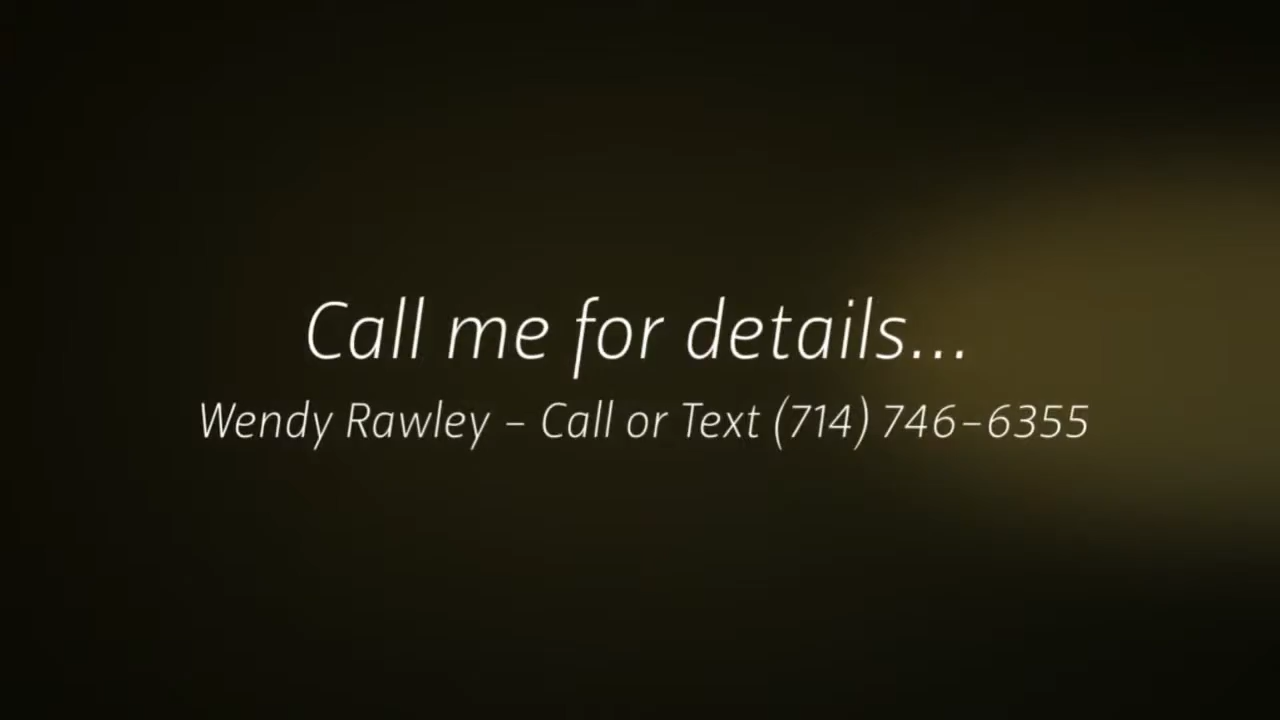 Call me for details...
Wendy Rawley – Call or Text (714) 746-6355